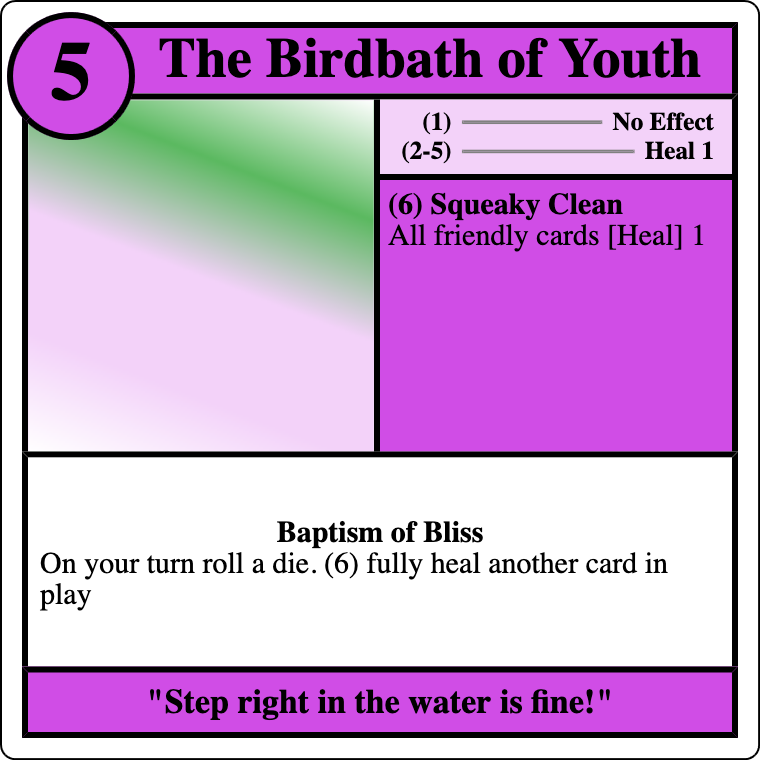 5
The Birdbath of Youth
(1) No Effect
(2-5) Heal 1
(6) Squeaky Clean
All friendly cards [Heal] 1
Baptism of Bliss
On your turn roll a die. (6) fully heal another card in
play
"Step right in the water is fine!"